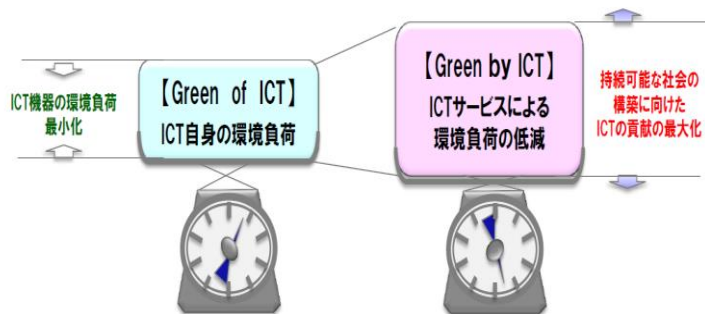 ICT機器の環境負荷
最小化
【Green of ICT】
ICT自身の環境負荷
【Green by ICT】
ICTサービスによる
環境負荷の低減
持続可能な社会の
構築に向けた
ICTの貢献の最大化